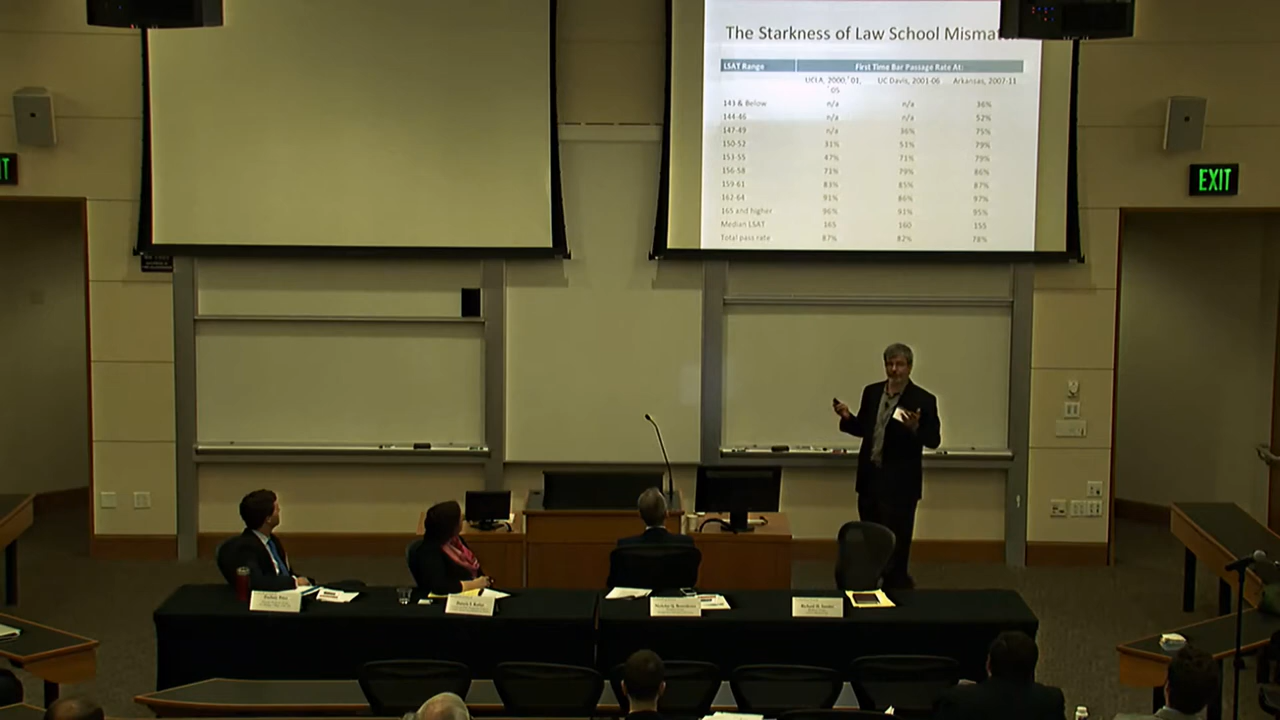 The Starkness of Law School Mismatc
LSAT Range First Time Bar Passage Rate At:
UCLA, 2000,'01, '05 UC Davis, 2001-06 Arkansas, 2007-11
143 & Below n/a n/a 36%
144-46 n/a n/a 52%
147-49 n/a 36% 75%
150-52 31% 51% 79%
153-55 47% 71% 79%
156-58 71% 79% 86%
159-61 83% 85% 87%
162-64 91% 86% 97%
165 and higher 96% 91% 95%
Median LSAT 165 160 155
Total pass rate 87% 82% 78%
EXIT
IT